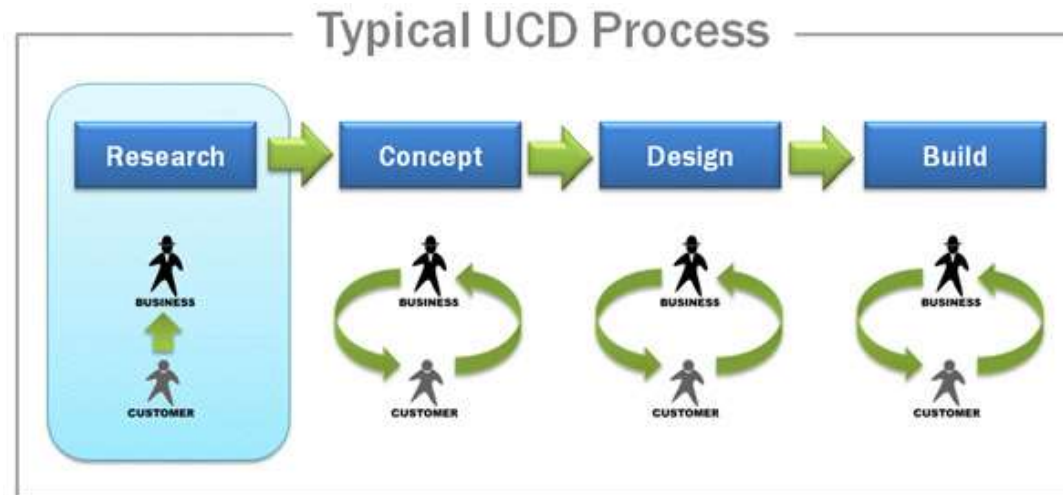 Typical UCD Process
Research
Concept
Design
Build
BUSINESS
BUSINESS
BUSINESS
BUSINESS
CUSTOMER
CUSTOMER
CUSTOMER
CUSTOMER